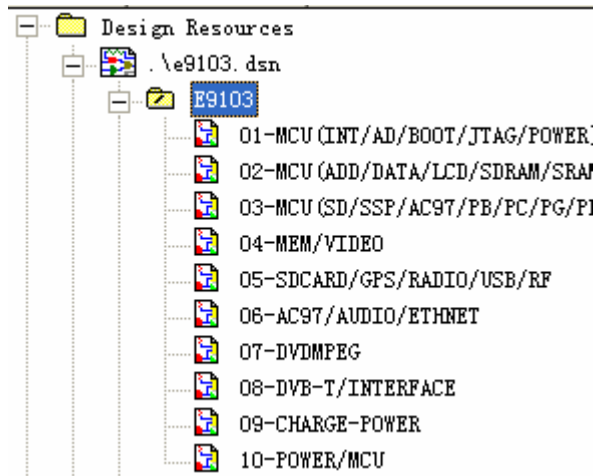 Design Resources
.\e9103.dsn
E9103
01-MCU(INT/AD/BOOT/JTAG/POWER)
02-MCU(ADD/DATA/LCD/SDRAM/SRAM
03-MCU(SD/SSP/AC97/PB/PC/PG/
04-MEM/VIDEO
05-SDCARD/GPS/RADIO/USB/RF
06-AC97/AUDIO/ETHNET
07-DVDMPEG
08-DVB-T/INTERFACE
09-CHARGE-POWER
10-POWER/MCU